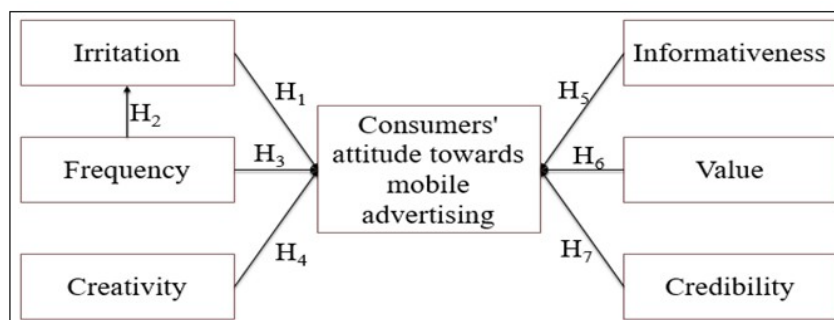 Irritation
H1
H2
Frequency
H3
Creativity
H4
Consumers'
attitude towards
mobile
advertising
Informativeness
H5
H6
Value
H7
Credibility